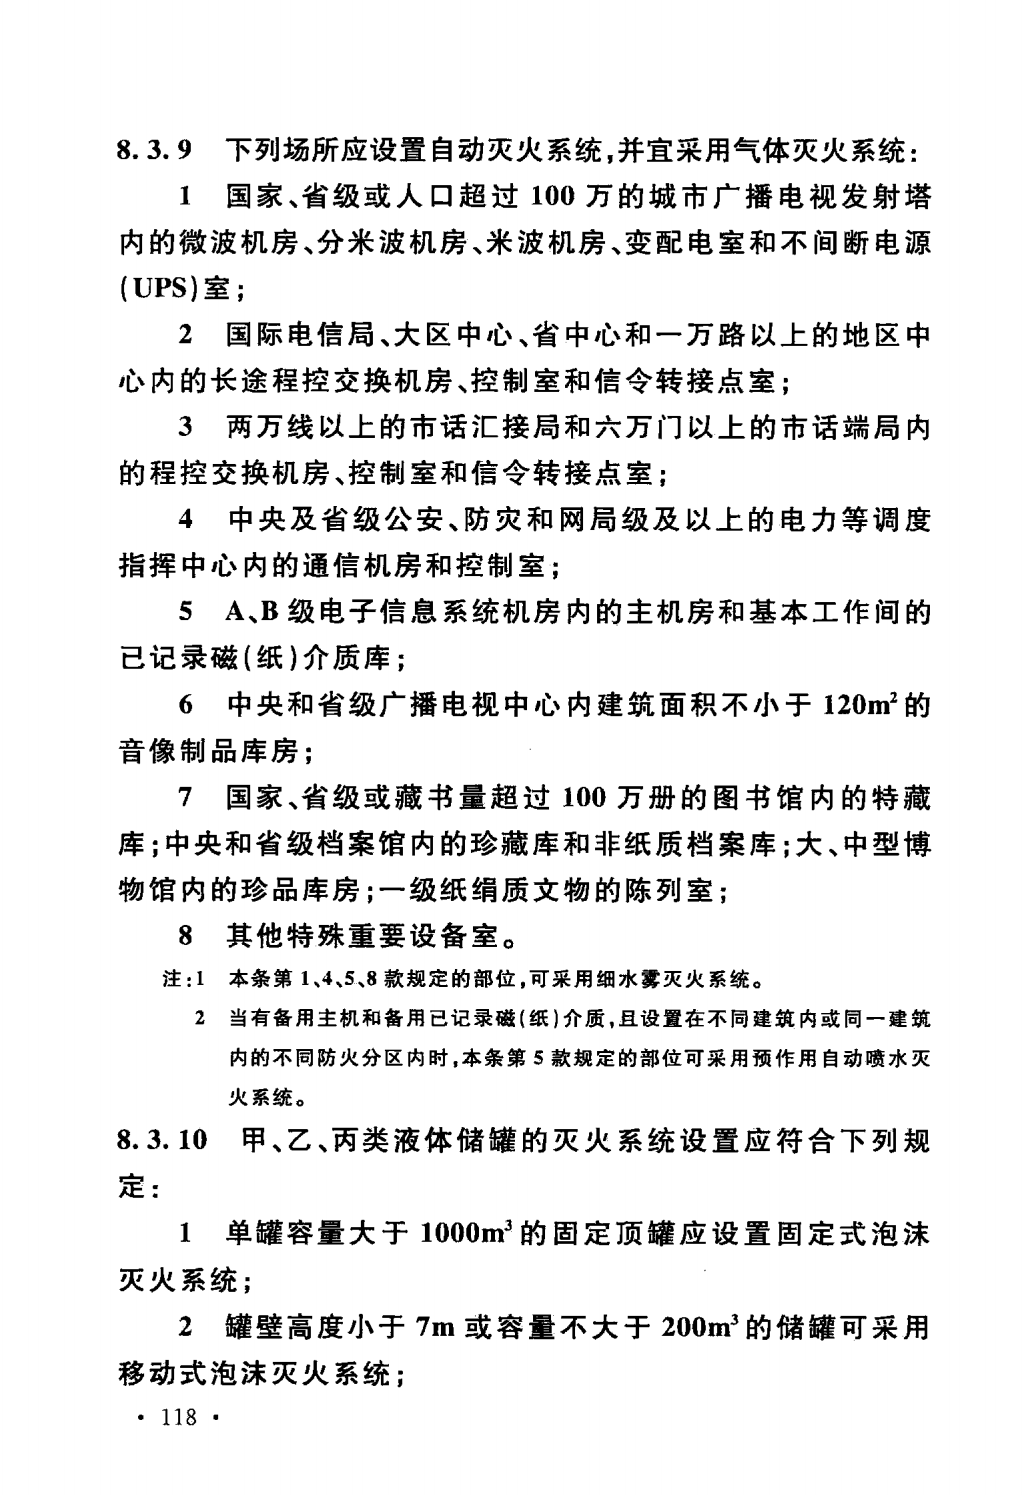 8.3.9　下列场所应设置自动灭火系统,并宜采用气体灭火系统:
1　国家、省级或人口超过 100 万的城市广播电视发射塔
内的微波机房、分米波机房、米波机房、变配电室和不间断电源
(UPS)室;
2　国际电信局、大区中心、省中心和一万路以上的地区中
心内的长途程控交换机房、控制室和信令转接点室;
3　两万线以上的市话汇接局和六万门以上的市话端局内
的程控交换机房、控制室和信令转接点室;
4　中央及省级公安、防灾和网局级及以上的电力等调度
指挥中心内的通信机房和控制室;
5　A、B 级电子信息系统机房内的主机房和基本工作间的
已记录磁(纸)介质库;
6　中央和省级广播电视中心内建筑面积不小于 120m²的
音像制品库房;
7　国家、省级或藏书量超过 100 万册的图书馆内的特藏
库;中央和省级档案馆内的珍藏库和非纸质档案库;大、中型博
物馆内的珍品库房;一级纸绢质文物的陈列室;
8　其他特殊重要设备室。
注:1　本条第 1、4、5、8 款规定的部位,可采用细水雾灭火系统。
2　当有备用主机和备用已记录磁(纸)介质,且设置在不同建筑内或同一建筑
内的不同防火分区内时,本条第 5 款规定的部位可采用预作用自动喷水灭
火系统。
8.3.10　甲、乙、丙类液体储罐的灭火系统设置应符合下列规
定:
1　单罐容量大于 1000m³的固定顶罐应设置固定式泡沫
灭火系统;
2　罐壁高度小于 7m 或容量不大于 200m³的储罐可采用
移动式泡沫灭火系统;
· 118 ·